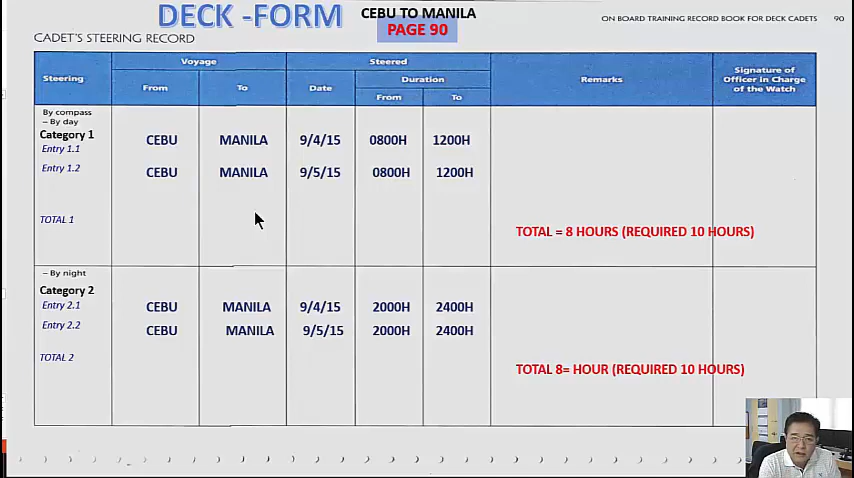 DECK -FORM
CEBU TO MANILA
PAGE 90
ON BOARD TRAINING RECORD BOOK FOR DECK CADETS 90
CADET'S STEERING RECORD
Steering
Voyage
From
To
Steered
Date
Duration
From
To
Remarks
Signature of
Officer in Charge
of the Watch
By compass
– By day
Category 1
Entry 1.1 CEBU MANILA 9/4/15 0800H 1200H
Entry 1.2 CEBU MANILA 9/5/15 0800H 1200H
TOTAL 1
TOTAL = 8 HOURS (REQUIRED 10 HOURS)
– By night
Category 2
Entry 2.1 CEBU MANILA 9/4/15 2000H 2400H
Entry 2.2 CEBU MANILA 9/5/15 2000H 2400H
TOTAL 2
TOTAL 8= HOUR (REQUIRED 10 HOURS)